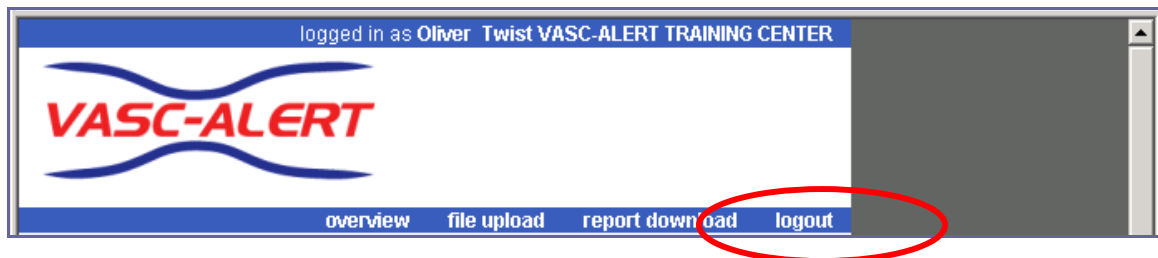 logged in as Oliver Twist VASC-ALERT TRAINING CENTER
VASC-ALERT
overview file upload report download logout